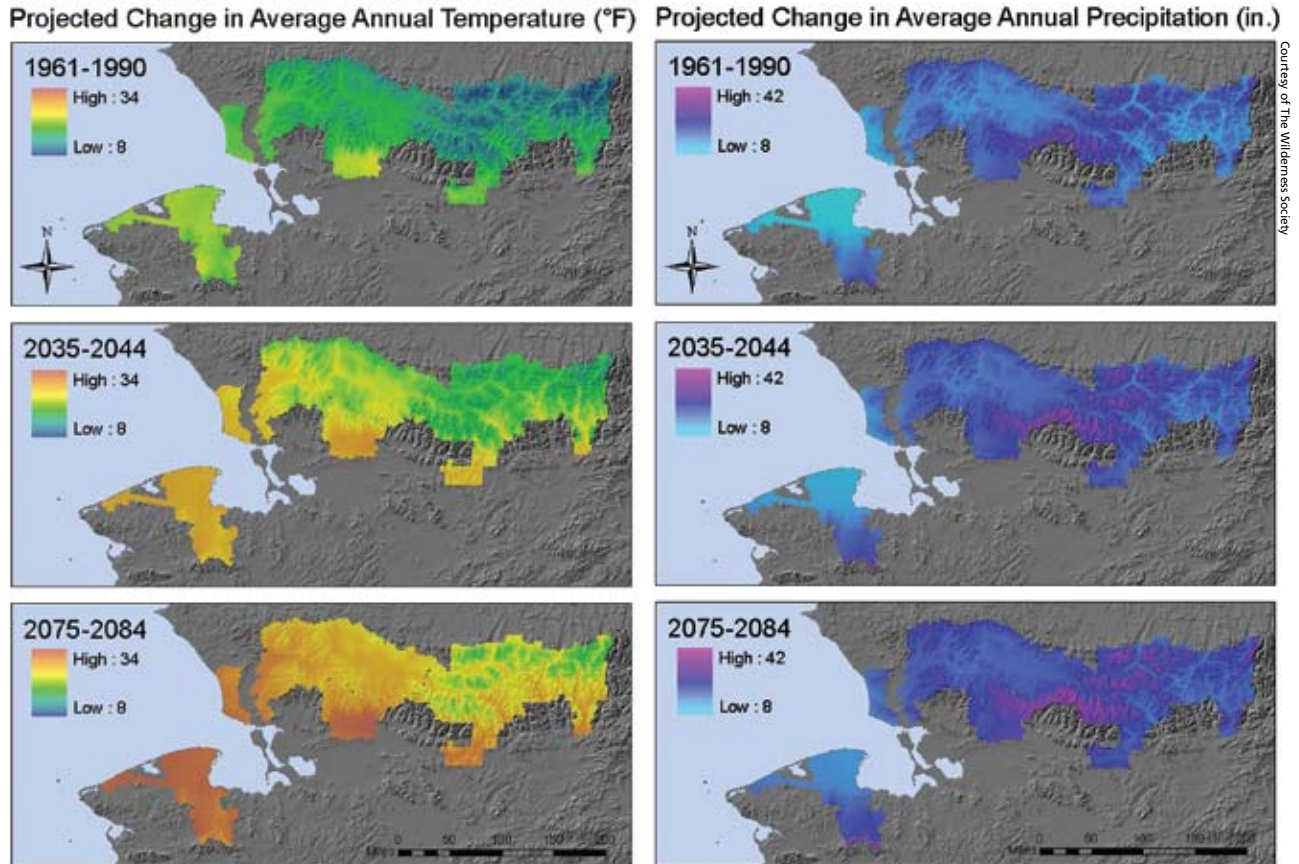 Projected Change in Average Annual Temperature (°F)
Projected Change in Average Annual Precipitation (in.)
1961-1990
High : 34
Low : 8
N
1961-1990
High : 42
Low : 8
N
Courtesy of The Wilderness Society
2035-2044
High : 34
Low : 8
2035-2044
High : 42
Low : 8
2075-2084
High : 34
Low : 8
0 50 100
Miles
2075-2084
High : 42
Low : 8
0 50 100
Miles